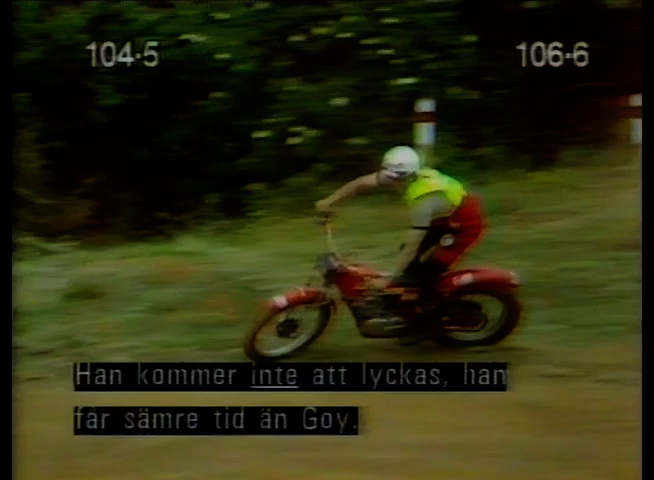 104·5
106·6
Han kommer inte att lyckas, han
får sämre tid än Goy.